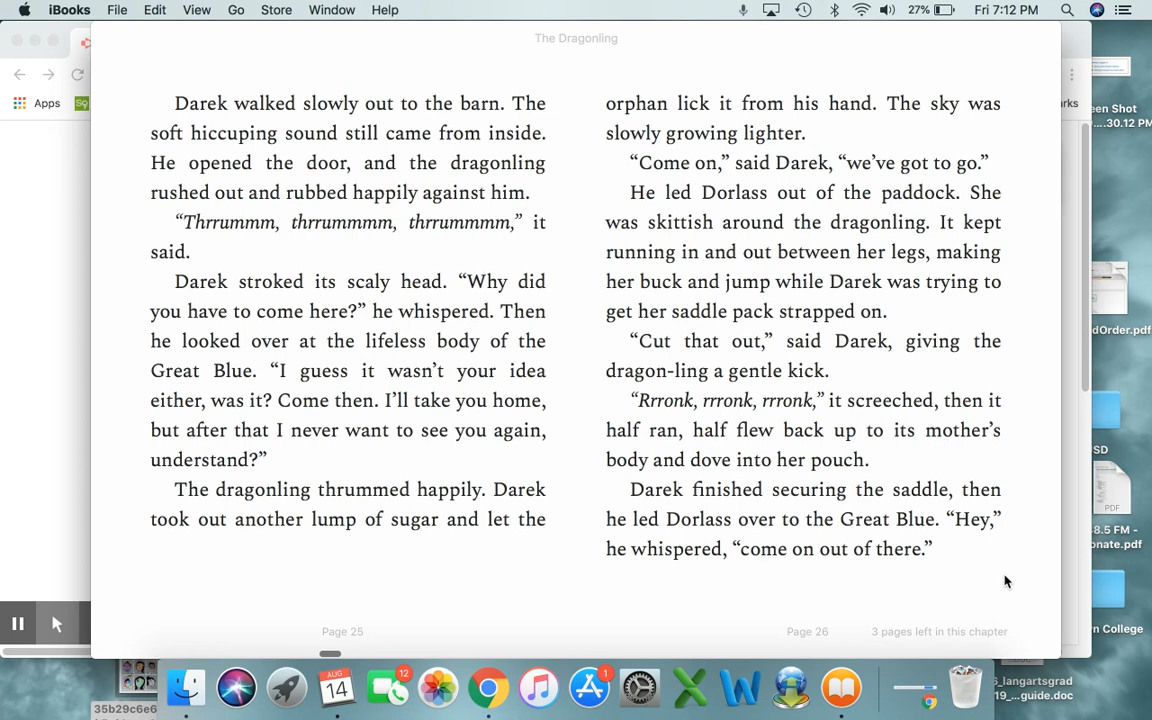 iBooks File Edit View Go Store Window Help 27% Fri 7:12 PM
The Dragonling
Darek walked slowly out to the barn. The
soft hiccuping sound still came from inside.
He opened the door, and the dragonling
rushed out and rubbed happily against him.
“Thrrummm, thrrummmm, thrrummmm,” it
said.
Darek stroked its scaly head. “Why did
you have to come here?” he whispered. Then
he looked over at the lifeless body of the
Great Blue. “I guess it wasn’t your idea
either, was it? Come then. I’ll take you home,
but after that I never want to see you again,
understand?”
The dragonling thrummed happily. Darek
took out another lump of sugar and let the
Page 25
orphan lick it from his hand. The sky was
slowly growing lighter.
“Come on,” said Darek, “we’ve got to go.”
He led Dorlass out of the paddock. She
was skittish around the dragonling. It kept
running in and out between her legs, making
her buck and jump while Darek was trying to
get her saddle pack strapped on.
“Cut that out,” said Darek, giving the
dragon-ling a gentle kick.
“Rrronk, rrronk, rrronk,” it screeched, then it
half ran, half flew back up to its mother’s
body and dove into her pouch.
Darek finished securing the saddle, then
he led Dorlass over to the Great Blue. “Hey,”
he whispered, “come on out of there.”
Page 26 3 pages left in this chapter
Apps
rks
een Shot
....30.12 PM
dOrder.pdf
SD
PDF
8.5 FM -
onate.pdf
rn College
_langartsgrad
19_...guide.doc
35b29c6e6
AUG
14
12
1